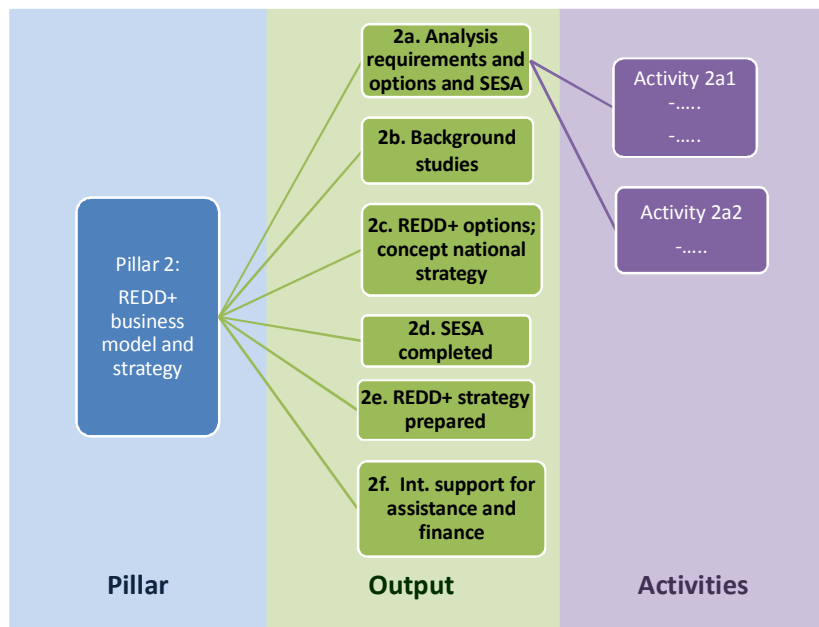 Pillar 2:
REDD+
business
model and
strategy
2a. Analysis
requirements and
options and SESA
2b. Background
studies
2c. REDD+ options;
concept national
strategy
2d. SESA
completed
2e. REDD+ strategy
prepared
2f. Int. support for
assistance and
finance
Activity 2a1
-.....
-.....
Activity 2a2
-.....
Pillar
Output
Activities